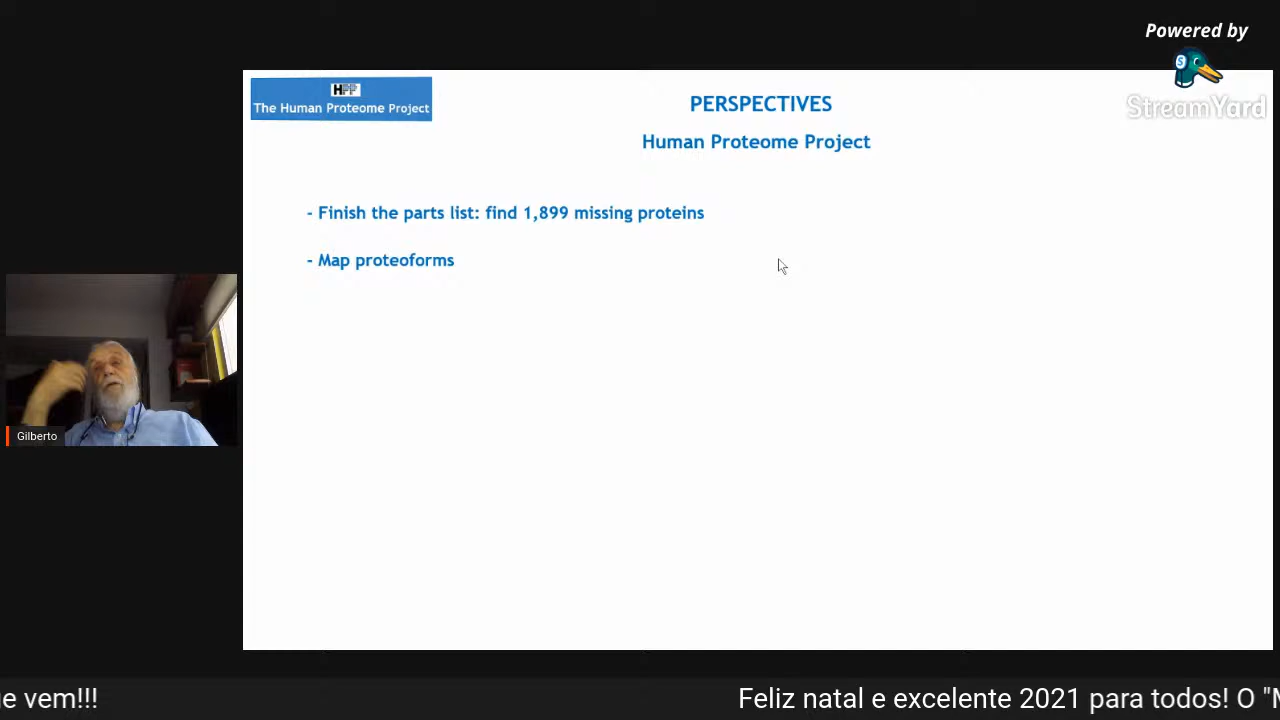 Powered by
StreamYard
HPP
The Human Proteome Project
PERSPECTIVES
Human Proteome Project
- Finish the parts list: find 1,899 missing proteins
- Map proteoforms
Gilberto
vem!!!
Feliz natal e excelente 2021 para todos! O